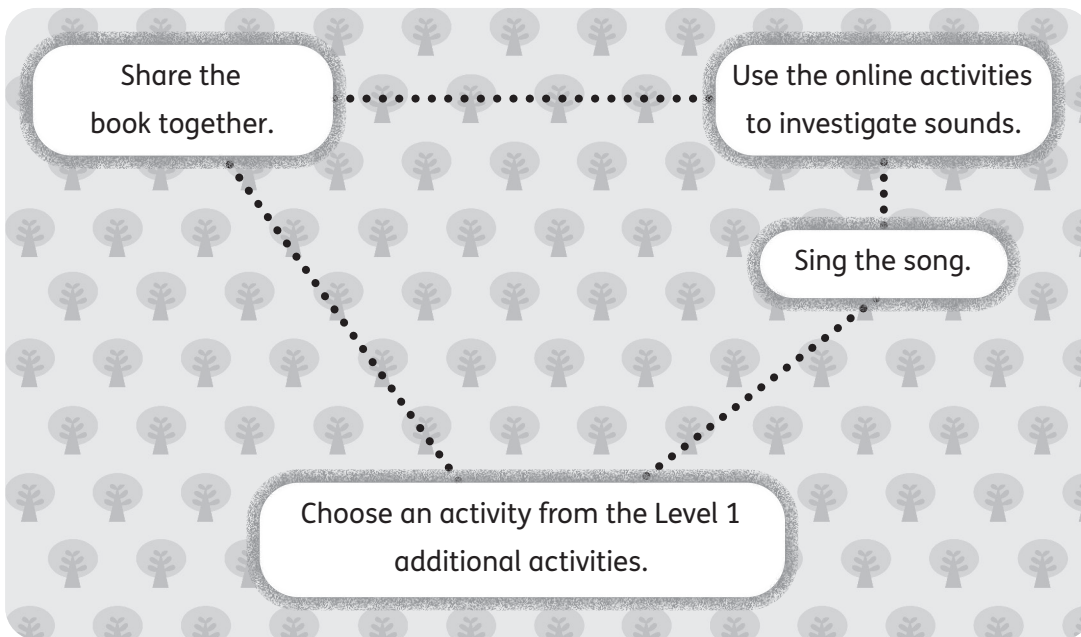 Share the
book together.
Use the online activities
to investigate sounds.
Sing the song.
Choose an activity from the Level 1
additional activities.